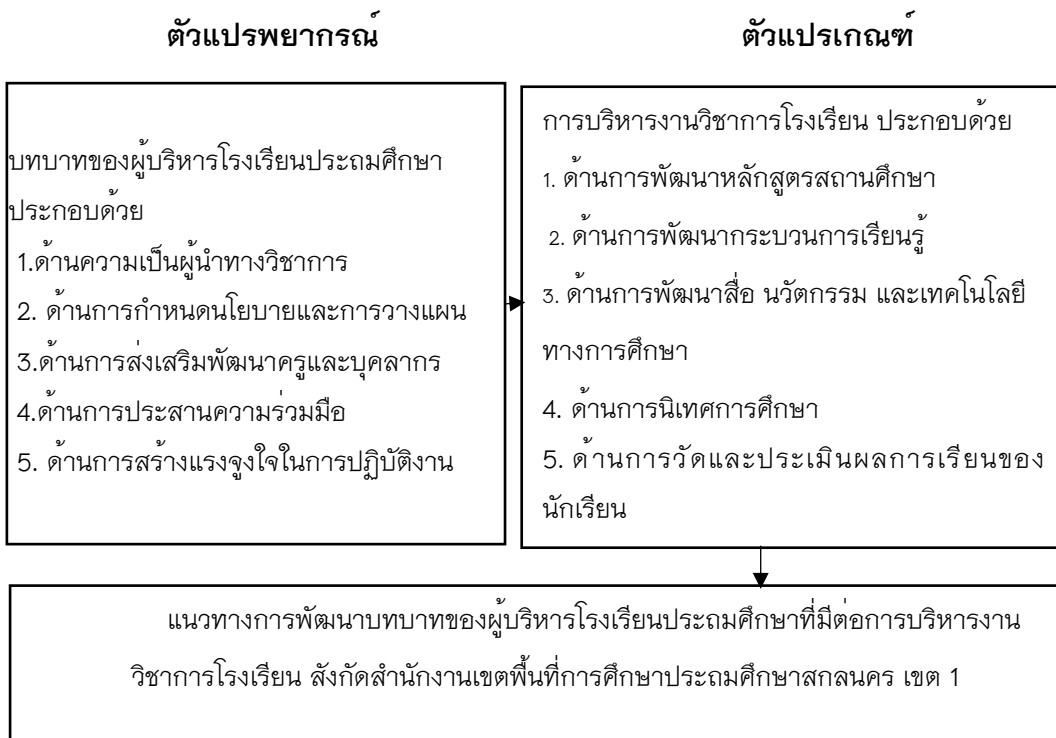 ตัวแปรพยากรณ์
ตัวแปรเกณฑ์
บทบาทของผู้บริหารโรงเรียนประถมศึกษา
ประกอบด้วย
1.ด้านความเป็นผู้นำทางวิชาการ
2. ด้านการกำหนดนโยบายและการวางแผน
3.ด้านการส่งเสริมพัฒนาครูและบุคลากร
4.ด้านการประสานความร่วมมือ
5. ด้านการสร้างแรงจูงใจในการปฏิบัติงาน
การบริหารงานวิชาการโรงเรียน ประกอบด้วย
1. ด้านการพัฒนาหลักสูตรสถานศึกษา
2. ด้านการพัฒนากระบวนการเรียนรู้
3. ด้านการพัฒนาสื่อ นวัตกรรม และเทคโนโลยี
ทางการศึกษา
4. ด้านการนิเทศการศึกษา
5. ด้านการวัดและประเมินผลการเรียนของ
นักเรียน
แนวทางการพัฒนาบทบาทของผู้บริหารโรงเรียนประถมศึกษาที่มีต่อการบริหารงาน
วิชาการโรงเรียน สังกัดสำนักงานเขตพื้นที่การศึกษาประถมศึกษาสกลนคร เขต 1